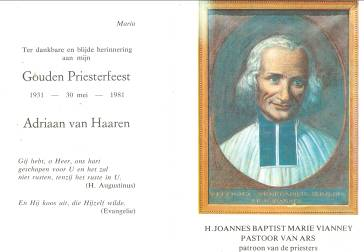 Maria
Ter dankbare en blijde herinnering
aan mijn
Gouden Priesterfeest
1931 — 30 mei — 1981
Adriaan van Haaren
Gij hebt, o Heer, ons hart
geschapen voor U en het zal
niet rusten, tenzij het ruste in U.
(H. Augustinus)
En Hij koos uit, die Hijzelf wilde.
(Evangelie)
H. JOANNES BAPTIST MARIE VIANNEY
PASTOOR VAN ARS
patroon van de priesters